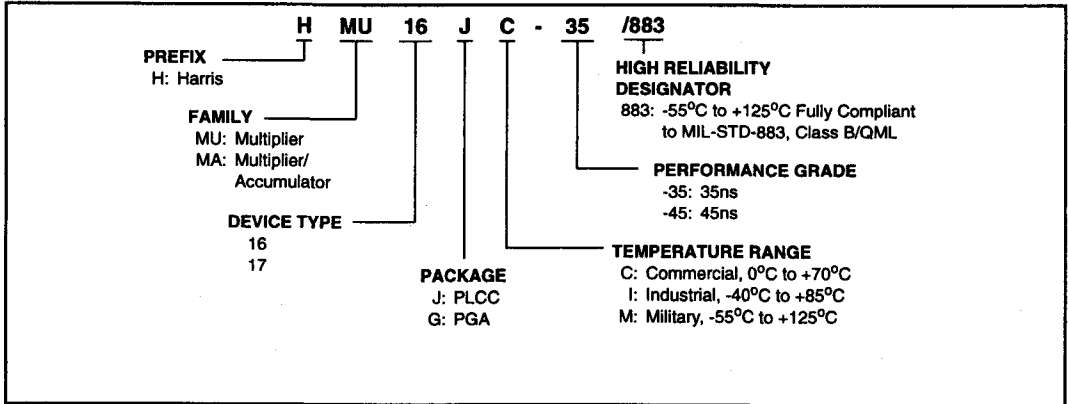 H MU 16 J C - 35 /883
PREFIX
H: Harris
FAMILY
MU: Multiplier
MA: Multiplier/
Accumulator
DEVICE TYPE
16
17
PACKAGE
J: PLCC
G: PGA
HIGH RELIABILITY
DESIGNATOR
883: -55°C to +125°C Fully Compliant
to MIL-STD-883, Class B/QML
PERFORMANCE GRADE
-35: 35ns
-45: 45ns
TEMPERATURE RANGE
C: Commercial, 0°C to +70°C
I: Industrial, -40°C to +85°C
M: Military, -55°C to +125°C